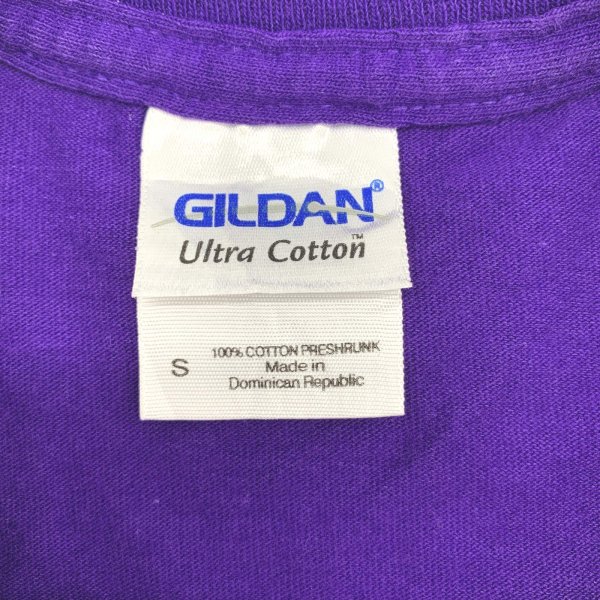 GILDAN®
Ultra Cotton™
S
100% COTTON PRESHRUNK
Made in
Dominican Republic